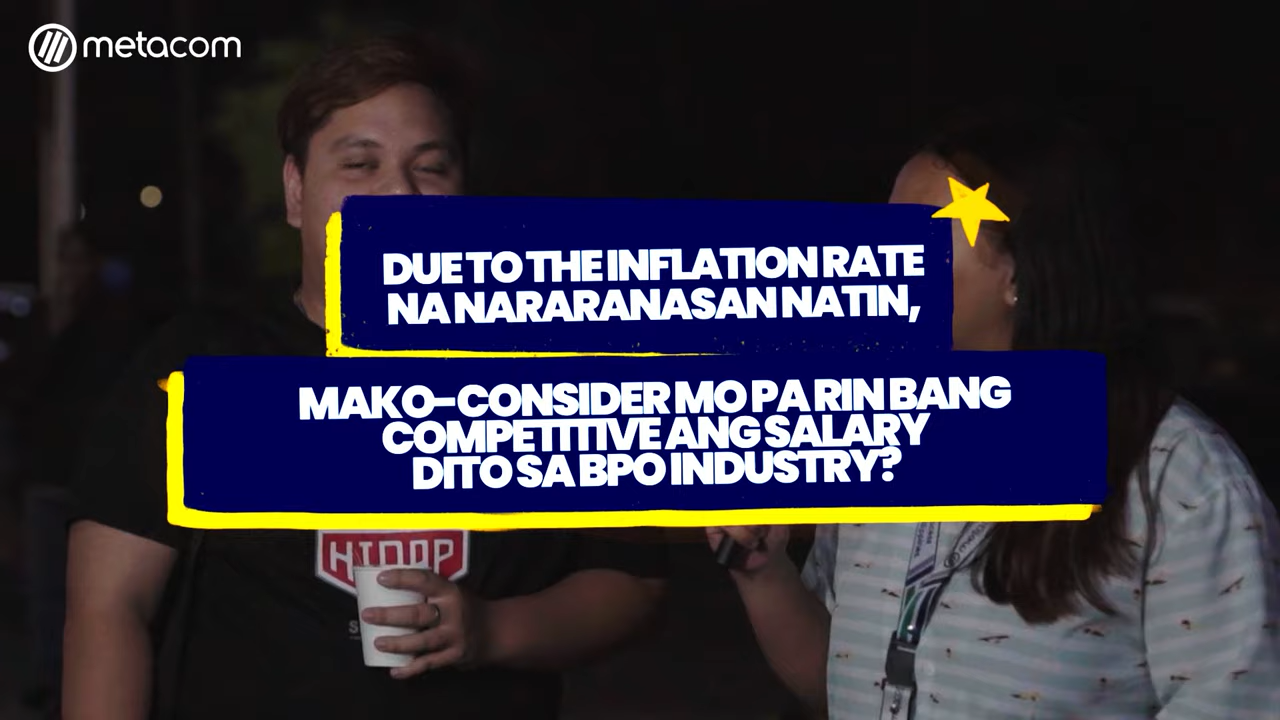 metacom
DUE TO THE INFLATION RATE
NA NARARANASAN NATIN,
MAKO-CONSIDER MO PA RIN BANG
COMPETITIVE ANG SALARY
DITO SA BPO INDUSTRY?